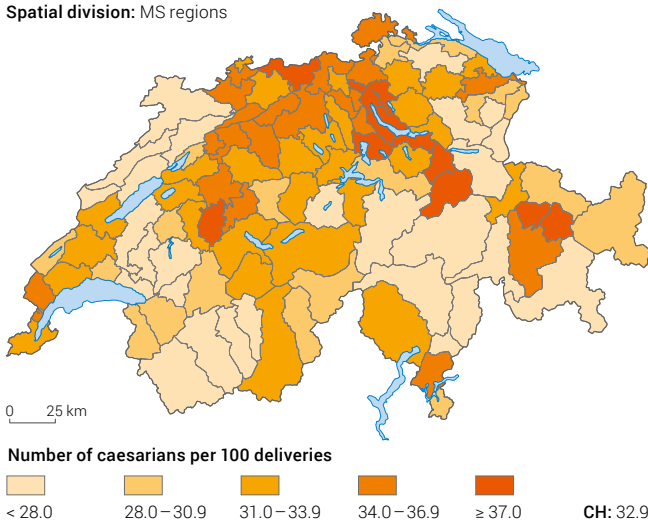 Spatial division: MS regions
0 25 km
Number of caesarians per 100 deliveries
< 28.0 28.0–30.9 31.0–33.9 34.0–36.9 ≥ 37.0 CH: 32.9